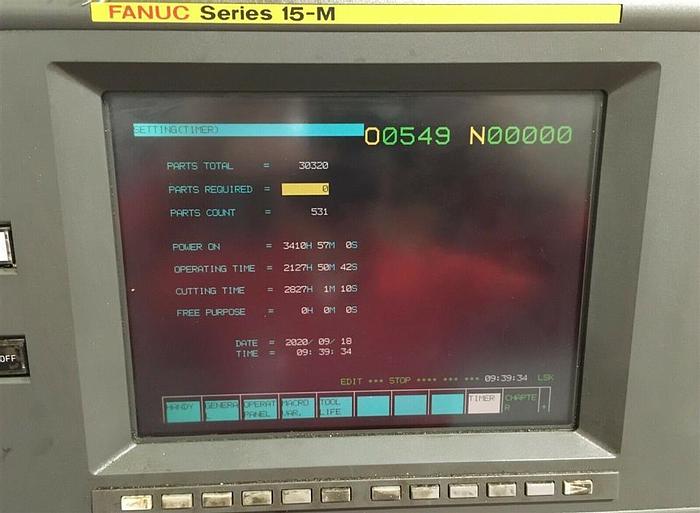 FANUC Series 15-M
SETTING(TIMER) O0549 N00000
PARTS TOTAL = 30320
PARTS REQUIRED = 0
PARTS COUNT = 531
POWER ON = 3410H 57M 0S
OPERATING TIME = 2127H 50M 42S
CUTTING TIME = 2827H 1M 10S
FREE PURPOSE = 0H 0M 0S
DATE = 2020/09/18
TIME = 09:39:34
OFF
EDIT *** STOP **** *** *** 09:39:34 LSK
HANDY GENERA OPERAT MACRO TOOL TIMER CHAPTE
L PANEL VAR. LIFE R +